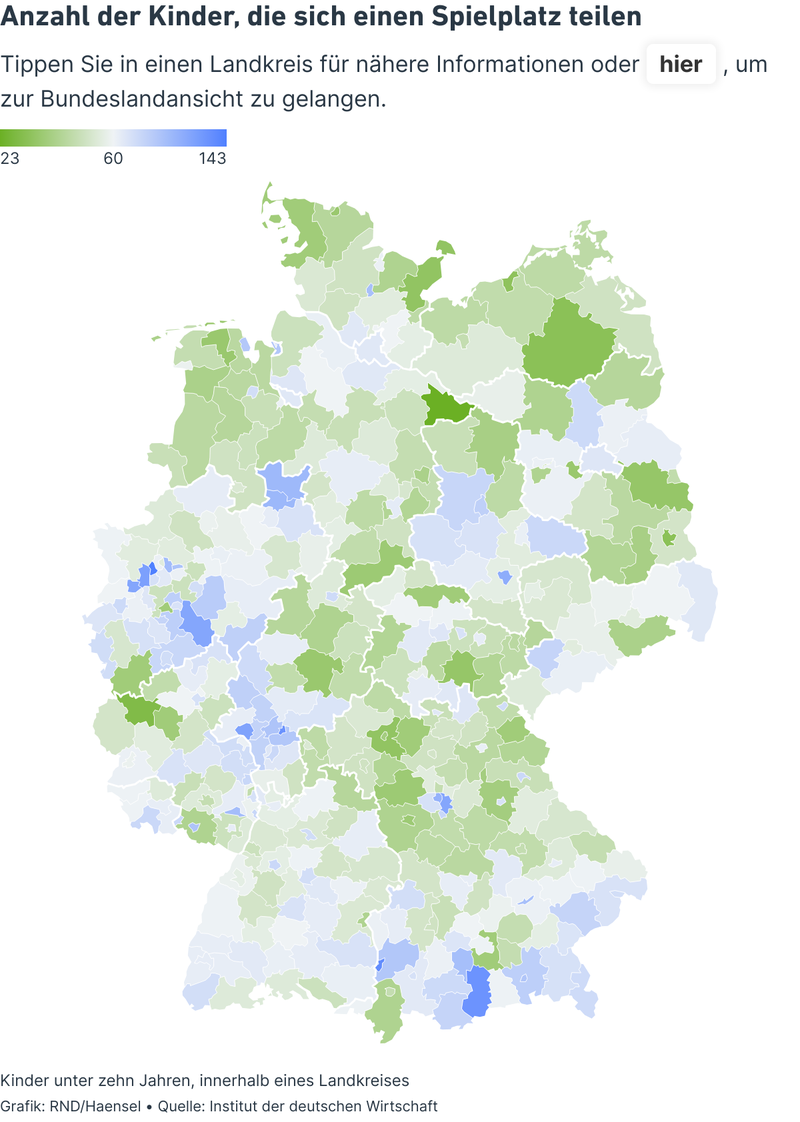 Anzahl der Kinder, die sich einen Spielplatz teilen
Tippen Sie in einen Landkreis für nähere Informationen oder hier , um
zur Bundeslandansicht zu gelangen.
23 60 143
Kinder unter zehn Jahren, innerhalb eines Landkreises
Grafik: RND/Haensel • Quelle: Institut der deutschen Wirtschaft